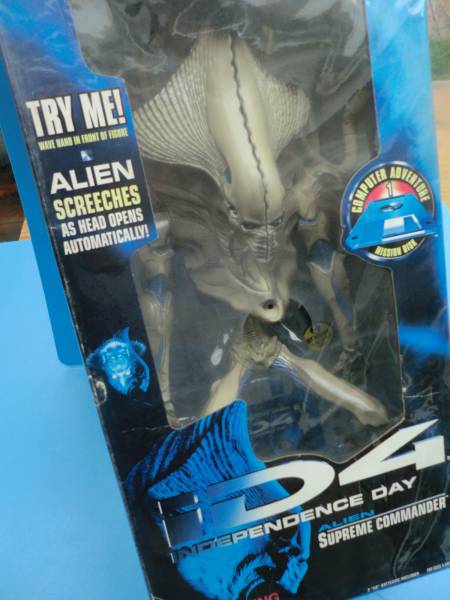 TRY ME!
WAVE HAND IN FRONT OF FIGURE
ALIEN
SCREECHES
AS HEAD OPENS
AUTOMATICALLY!
COMPUTER ADVENTURE
1
MISSION DISK
ID4
INDEPENDENCE DAY
ALIEN
SUPREME COMMANDER™